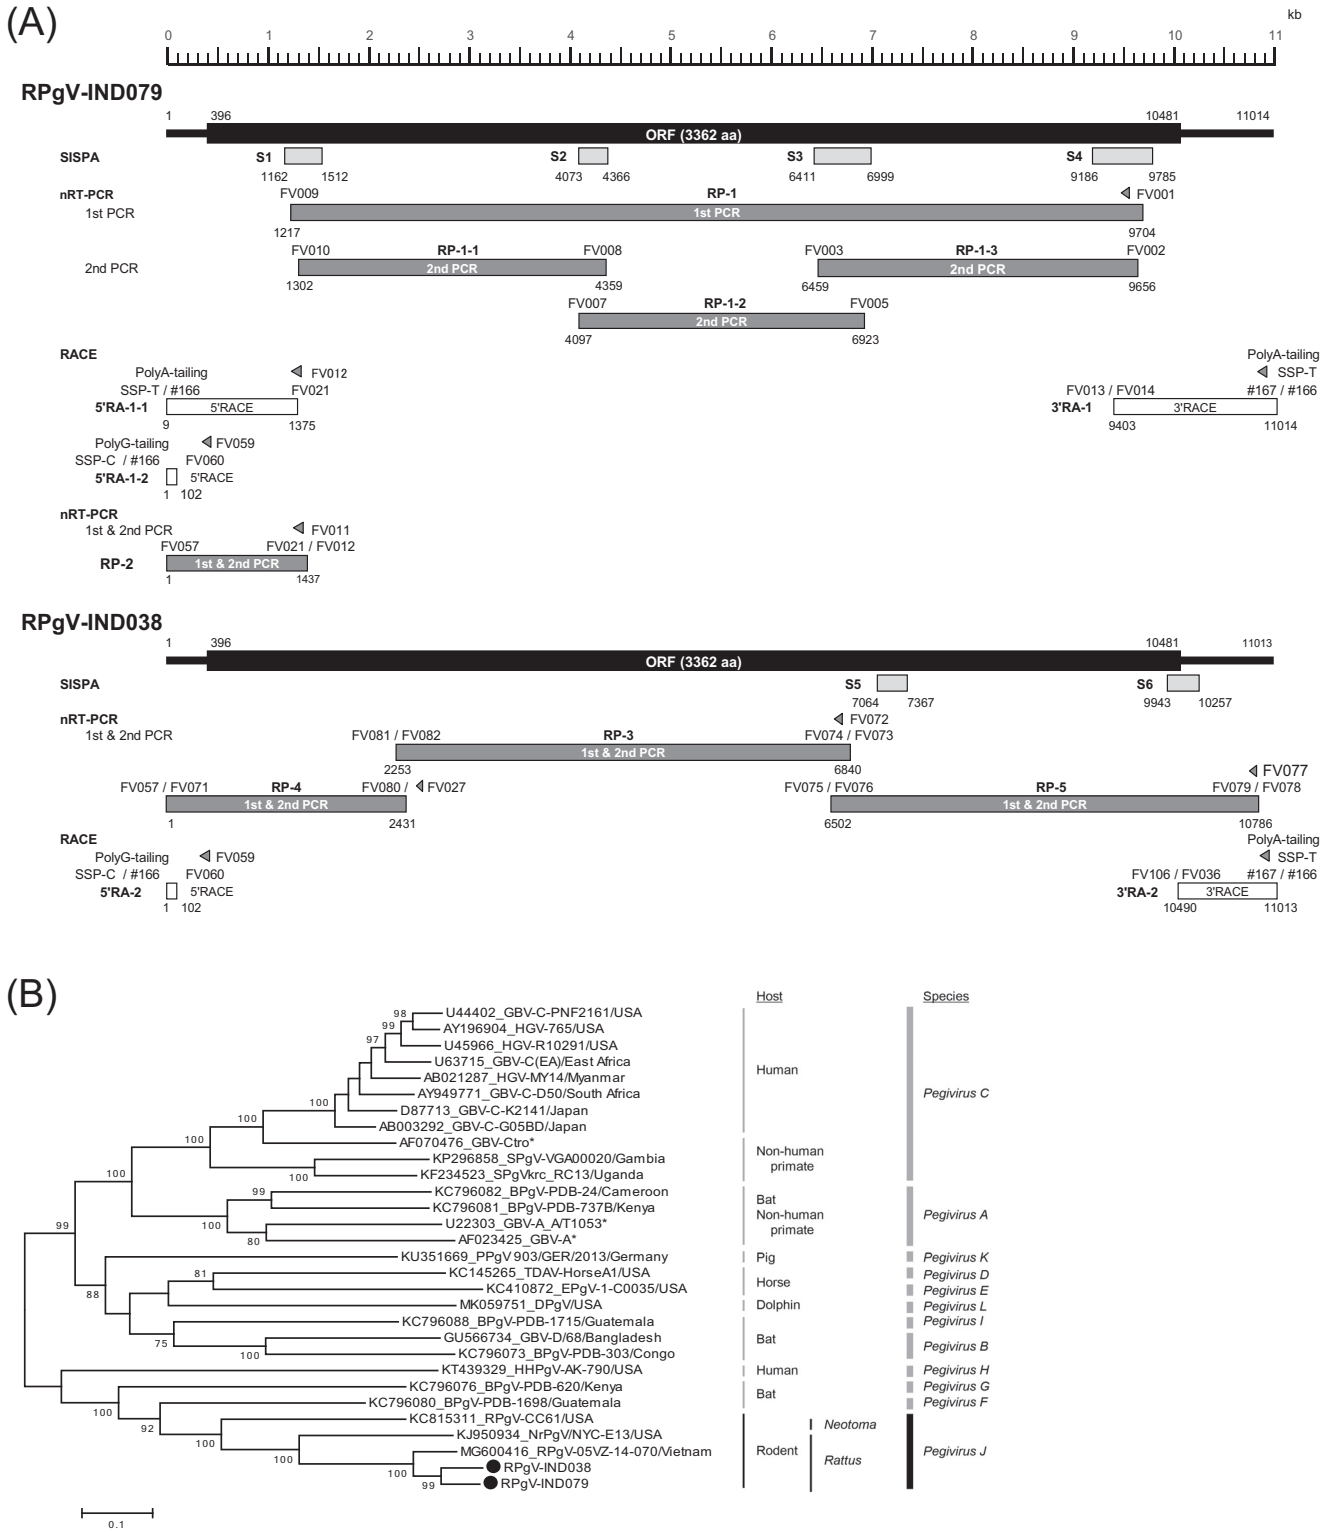 (A)
kb
0 1 2 3 4 5 6 7 8 9 10 11
RPgV-IND079
1 396 10481 11014
ORF (3362 aa)
SISPA S1 S2 S3 S4
1162 1512 4073 4366 6411 6999 9186 9785
nRT-PCR FV009 RP-1 FV001
1st PCR 1st PCR
1217 9704
FV010 RP-1-1 FV008 FV003 RP-1-3 FV002
2nd PCR 2nd PCR 2nd PCR
1302 4359 6459 9656
FV007 RP-1-2 FV005
2nd PCR
4097 6923
RACE PolyA-tailing
PolyA-tailing FV012 SSP-T
SSP-T / #166 FV021 FV013 / FV014 #167 / #166
5'RA-1-1 5'RACE 3'RA-1 3'RACE
9 1375 9403 11014
PolyG-tailing FV059
SSP-C / #166 FV060
5'RA-1-2 5'RACE
1 102
nRT-PCR
1st & 2nd PCR FV011
FV057 FV021 / FV012
RP-2 1st & 2nd PCR
1 1437
RPgV-IND038
1 396 10481 11013
ORF (3362 aa)
SISPA S5 S6
7064 7367 9943 10257
nRT-PCR FV072
1st & 2nd PCR FV081 / FV082 RP-3 FV074 / FV073
1st & 2nd PCR
2253 6840
FV077
FV057 / FV071 RP-4 FV080 / FV027 FV075 / FV076 RP-5 FV079 / FV078
1st & 2nd PCR 1st & 2nd PCR
1 2431 6502 10786
RACE PolyA-tailing
PolyG-tailing FV059 SSP-T
SSP-C / #166 FV060 FV106 / FV036 #167 / #166
5'RA-2 5'RACE 3'RA-2 3'RACE
1 102 10490 11013
(B)
Host Species
98 U44402_GBV-C-PNF2161/USA
99 AY196904_HGV-765/USA
97 U45966_HGV-R10291/USA
U63715_GBV-C(EA)/East Africa
Human
AB021287_HGV-MY14/Myanmar
AY949771_GBV-C-D50/South Africa Pegivirus C
100 D87713_GBV-C-K2141/Japan
100 AB003292_GBV-C-G05BD/Japan
100 AF070476_GBV-Ctro*
Non-human
KP296858_SPgV-VGA00020/Gambia
primate
100 100 KF234523_SPgVkrc_RC13/Uganda
99 KC796082_BPgV-PDB-24/Cameroon
Bat
KC796081_BPgV-PDB-737B/Kenya
Non-human Pegivirus A
99 100 U22303_GBV-A_A/T1053*
primate
80 AF023425_GBV-A*
KU351669_PPgV 903/GER/2013/Germany Pig Pegivirus K
81 KC145265_TDAV-HorseA1/USA Pegivirus D
Horse
88 KC410872_EPgV-1-C0035/USA Pegivirus E
MK059751_DPgV/USA Dolphin Pegivirus L
KC796088_BPgV-PDB-1715/Guatemala Pegivirus I
75 GU566734_GBV-D/68/Bangladesh Bat
Pegivirus B
100 KC796073_BPgV-PDB-303/Congo
KT439329_HHPgV-AK-790/USA Human Pegivirus H
KC796076_BPgV-PDB-620/Kenya Pegivirus G
Bat
100 KC796080_BPgV-PDB-1698/Guatemala Pegivirus F
92 KC815311_RPgV-CC61/USA Neotoma
100 KJ950934_NrPgV/NYC-E13/USA
100 MG600416_RPgV-05VZ-14-070/Vietnam Rodent Pegivirus J
Rattus
100 RPgV-IND038
99 RPgV-IND079
0.1